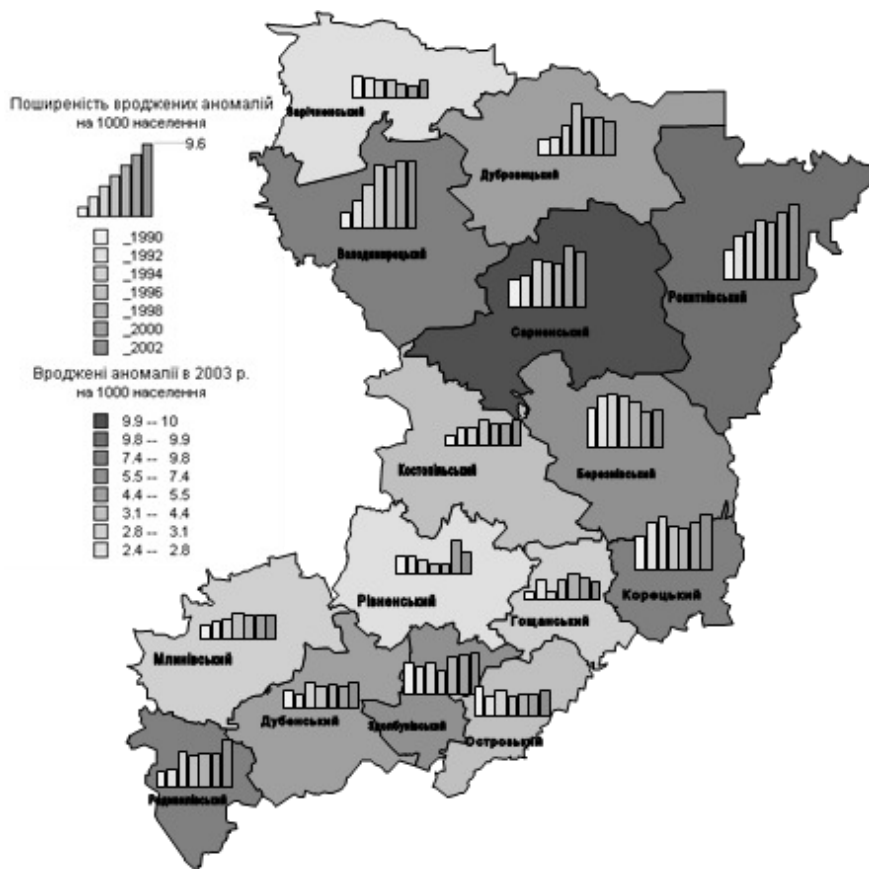 Поширеність вроджених аномалій
на 1000 населення
9.6
_1990
_1992
_1994
_1996
_1998
_2000
_2002
Вроджені аномалії в 2003 р.
на 1000 населення
9.9 -- 10
9.8 -- 9.9
7.4 -- 9.8
5.5 -- 7.4
4.4 -- 5.5
3.1 -- 4.4
2.8 -- 3.1
2.4 -- 2.8
Зарічненський
Дубровицький
Володимирецький
Рокитнівський
Сарненський
Костопільський
Березнівський
Рівненський
Гощанський
Корецький
Млинівський
Дубенський
Здолбунівський
Острозький
Радивилівський